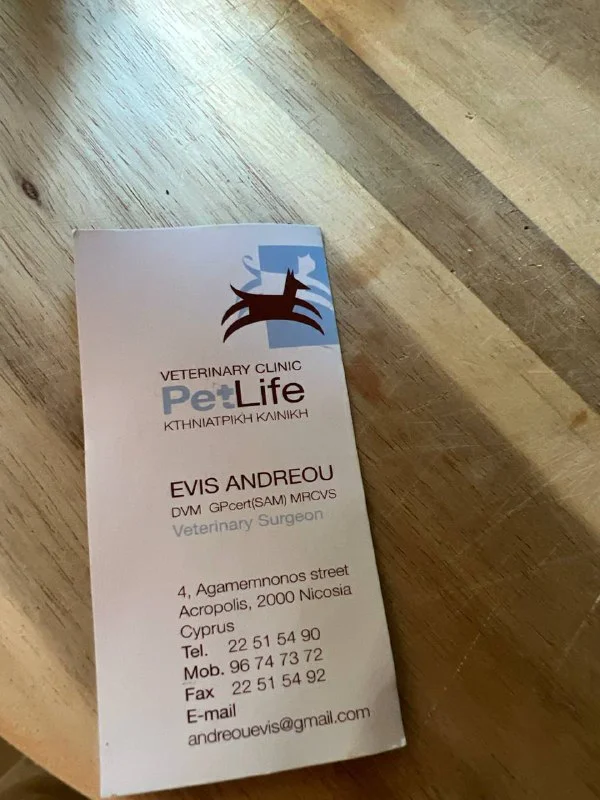 VETERINARY CLINIC
PetLife
ΚΤΗΝΙΑΤΡΙΚΗ ΚΛΙΝΙΚΗ
EVIS ANDREOU
DVM GPcert(SAM) MRCVS
Veterinary Surgeon
4, Agamemnonos street
Acropolis, 2000 Nicosia
Cyprus
Tel. 22 51 54 90
Mob. 96 74 73 72
Fax 22 51 54 92
E-mail
andreouevis@gmail.com